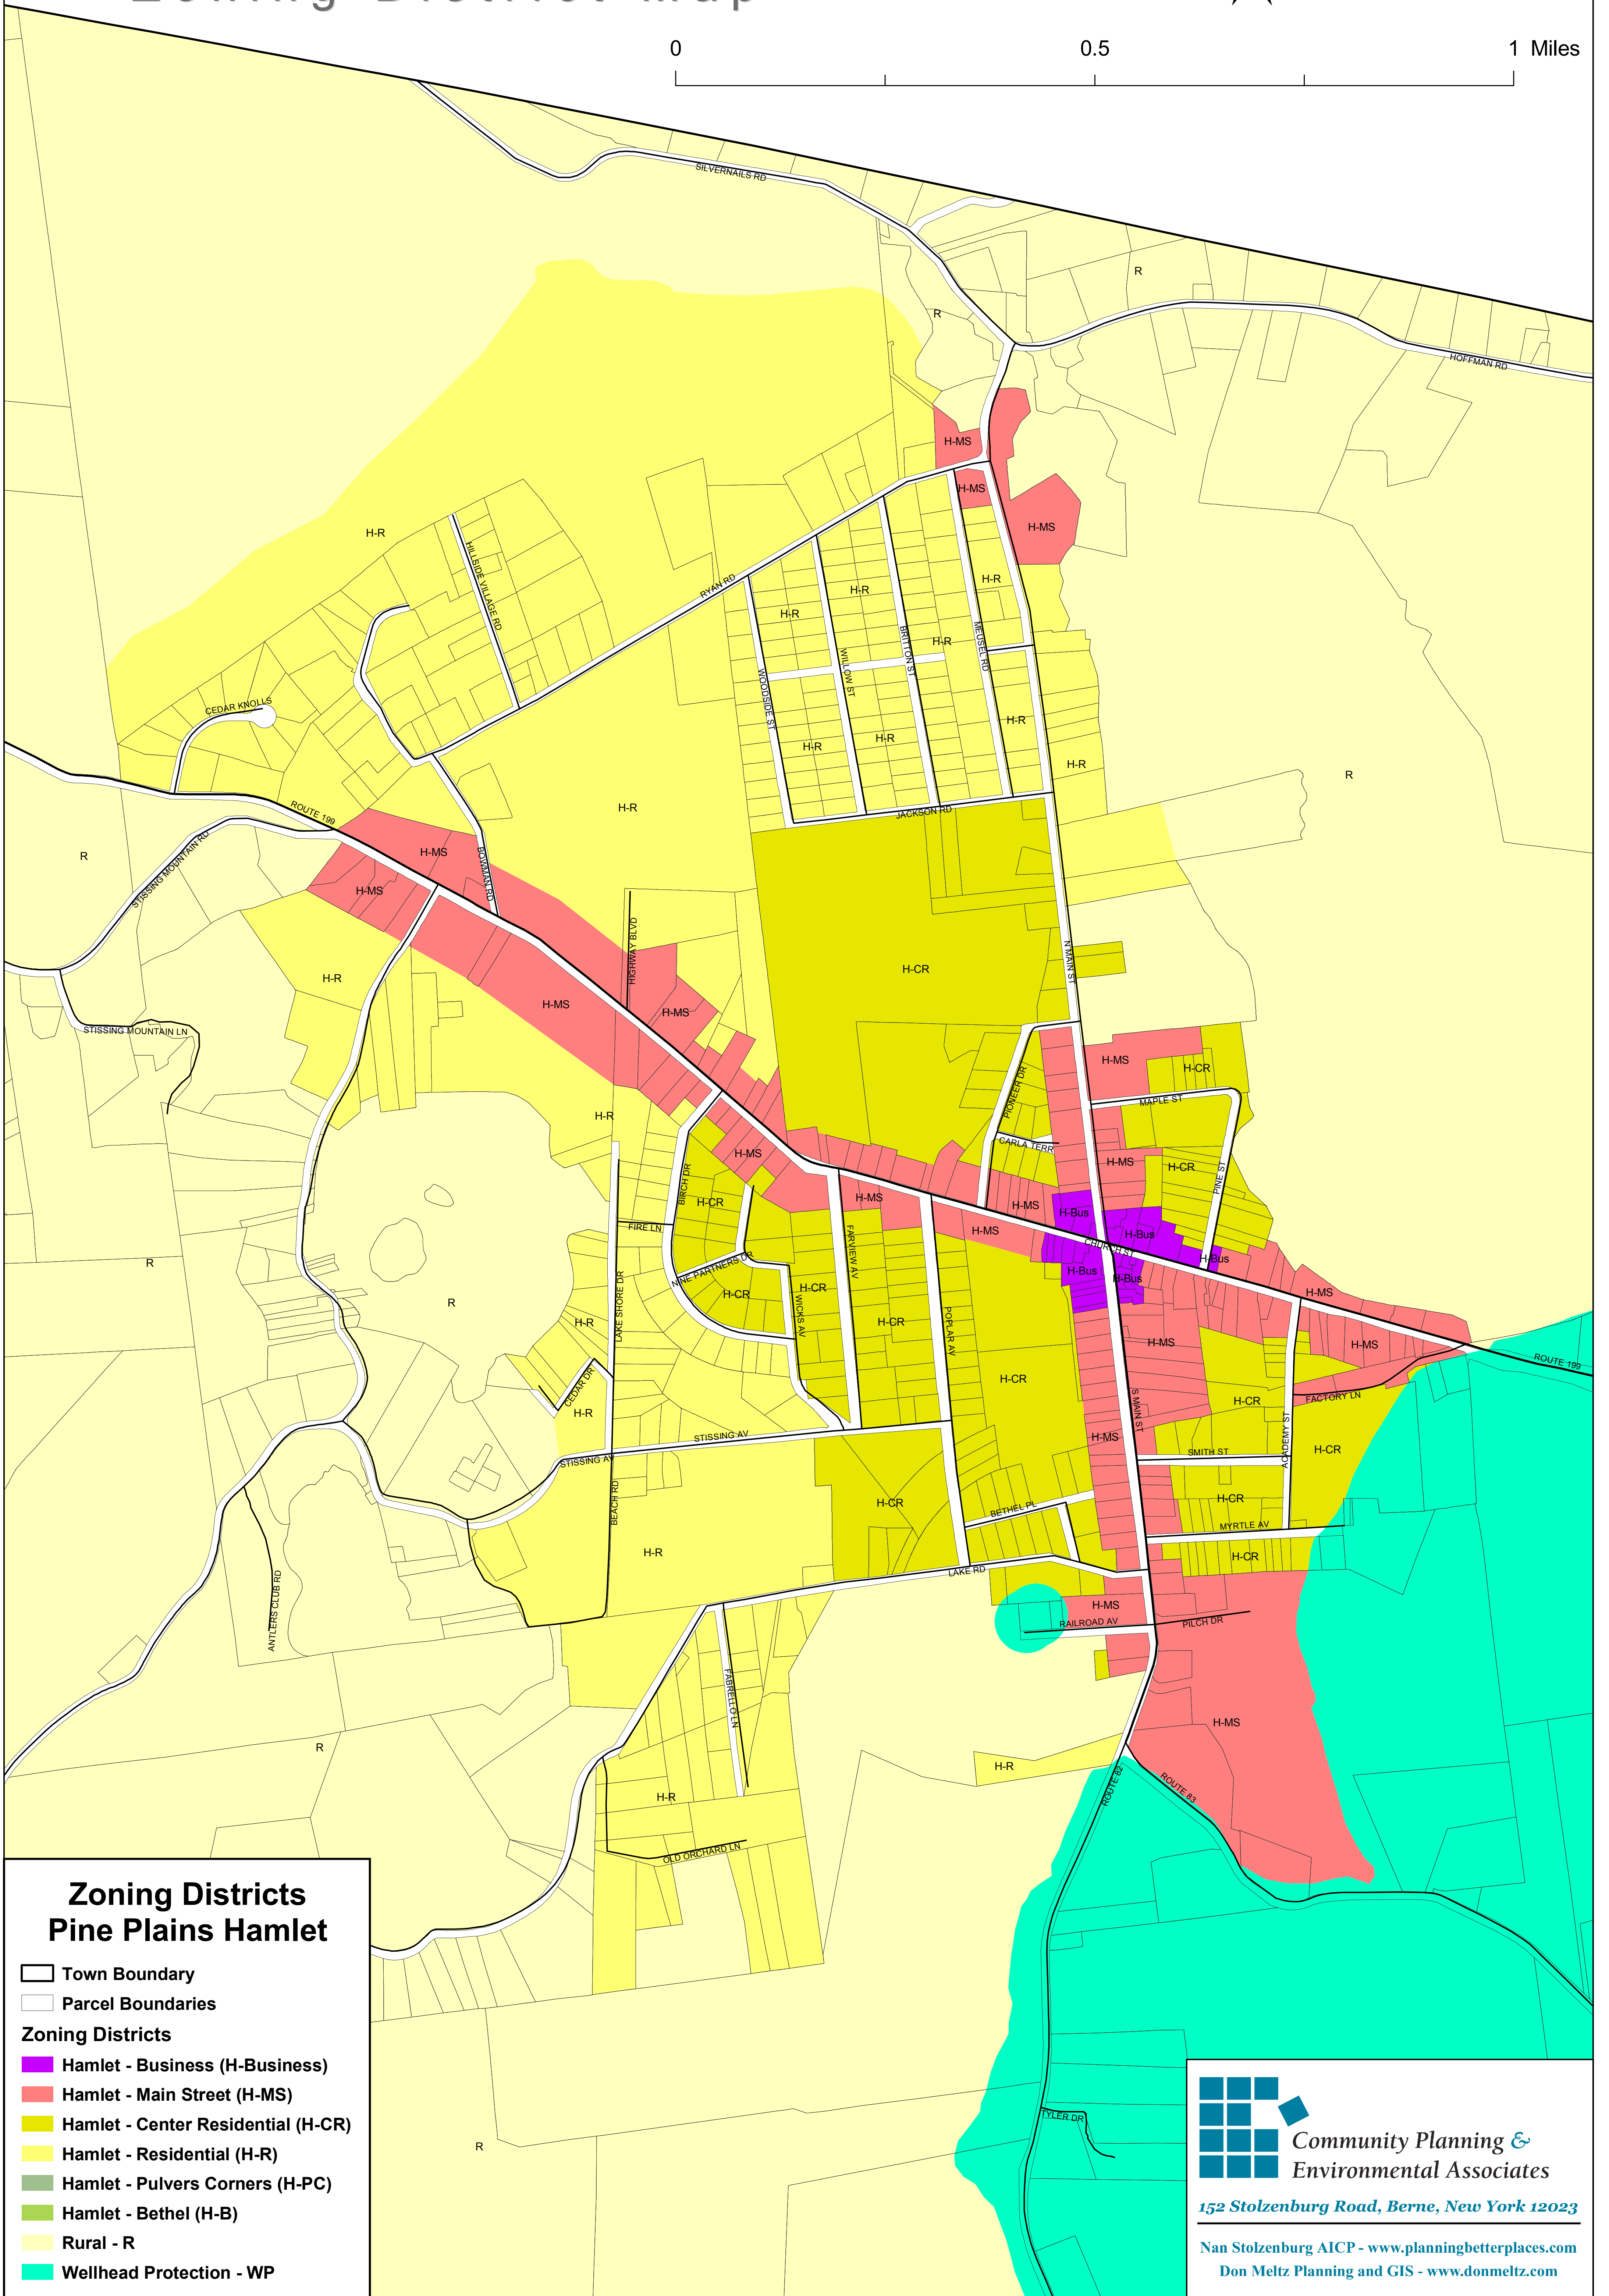 Zoning District Map
0 0.5 1 Miles
SILVERNAILS RD
R
R
HOFFMAN RD
H-MS
H-MS
H-MS
H-R
HILLSIDE VILLAGE RD
RYAN RD
H-R
H-R
H-R
H-R
WOODSIDE ST
WILLOW ST
BRITTON ST
MEUSEL RD
CEDAR KNOLLS
H-R
H-R
H-R
H-R
R
ROUTE 199
H-R
JACKSON RD
R
STISSING MOUNTAIN RD
H-MS
H-MS
BOWMAN RD
HIGHWAY BLVD
N MAIN ST
H-CR
H-R
H-MS
H-MS
STISSING MOUNTAIN LN
H-MS
H-CR
PIONEER DR
MAPLE ST
H-R
CARLA TERR
H-MS
H-MS
H-CR
PINE ST
BIRCH DR
H-CR
H-MS
H-MS
H-Bus
FIRE LN
H-MS
H-Bus
CHURCH ST
FARVIEW AV
H-Bus
R
NINE PARTNERS DR
H-Bus
H-Bus
H-CR
H-CR
H-MS
R
LAKE SHORE DR
WICKS AV
H-R
H-CR
POPLAR AV
H-MS
H-MS
ROUTE 199
CEDAR DR
H-CR
S MAIN ST
H-CR
FACTORY LN
H-R
STISSING AV
H-MS
ACADEMY ST
H-CR
STISSING AV
SMITH ST
BEACH RD
H-CR
BETHEL PL
H-CR
MYRTLE AV
H-R
H-CR
LAKE RD
ANTLERS CLUB RD
H-MS
RAILROAD AV
PILCH DR
FABRELLO LN
H-MS
R
H-R
H-R
ROUTE 82
ROUTE 83
OLD ORCHARD LN
R
TYLER DR
Zoning Districts
Pine Plains Hamlet
Town Boundary
Parcel Boundaries
Zoning Districts
Hamlet - Business (H-Business)
Hamlet - Main Street (H-MS)
Hamlet - Center Residential (H-CR)
Hamlet - Residential (H-R)
Hamlet - Pulvers Corners (H-PC)
Hamlet - Bethel (H-B)
Rural - R
Wellhead Protection - WP
Community Planning &
Environmental Associates
152 Stolzenburg Road, Berne, New York 12023
Nan Stolzenburg AICP - www.planningbetterplaces.com
Don Meltz Planning and GIS - www.donmeltz.com